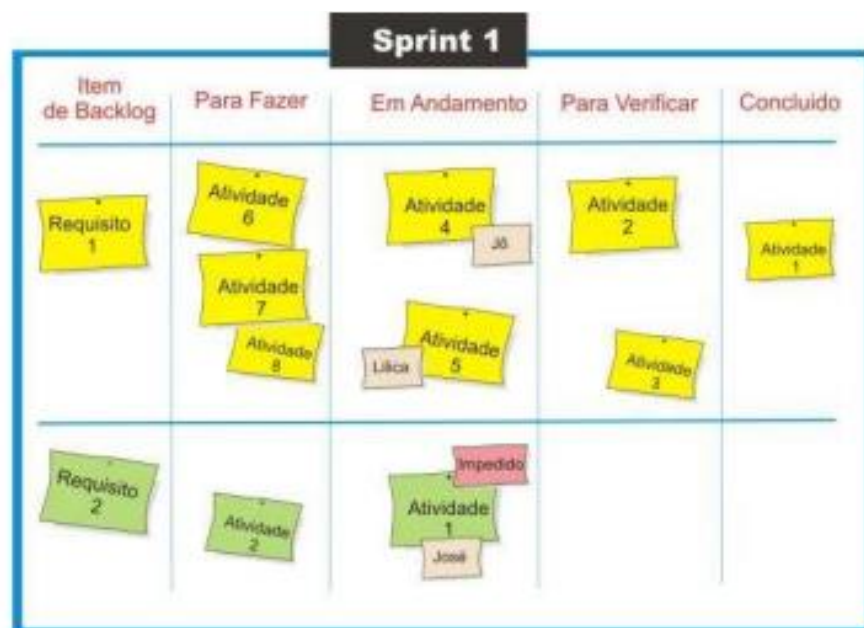 Sprint 1
Item
de Backlog
Para Fazer
Em Andamento
Para Verificar
Concluído
Requisito
1
Atividade
6
Atividade
7
Atividade
8
Atividade
4
Jô
Lilica
Atividade
5
Atividade
2
Atividade
3
Atividade
1
Requisito
2
Atividade
2
Impedido
Atividade
1
José